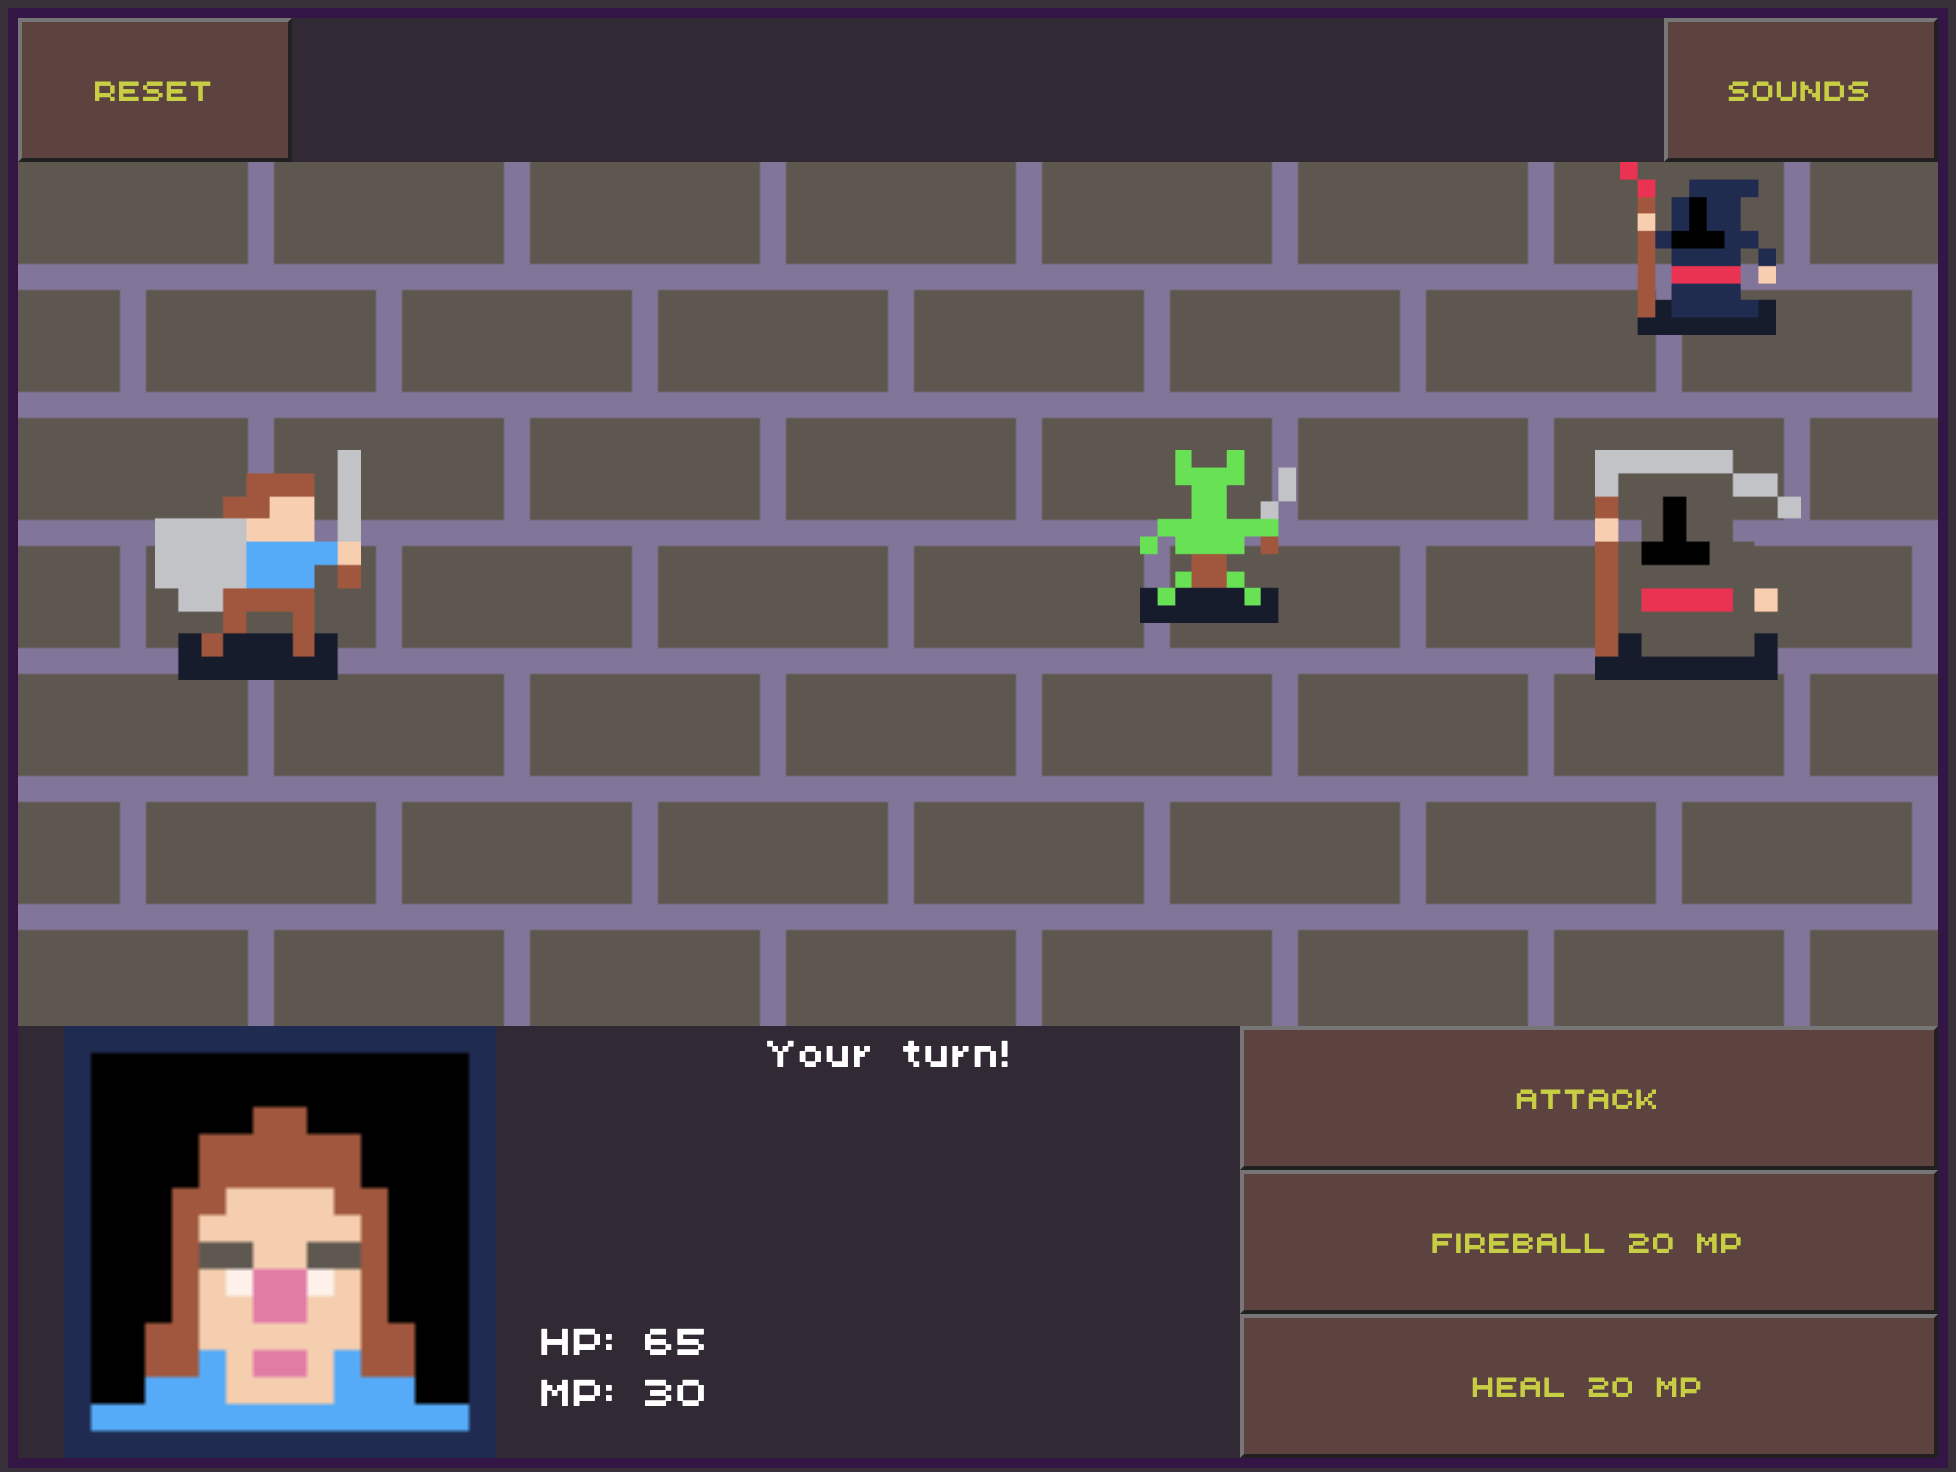 RESET
SOUNDS
Your turn!
ATTACK
FIREBALL 20 MP
HP: 65
MP: 30
HEAL 20 MP